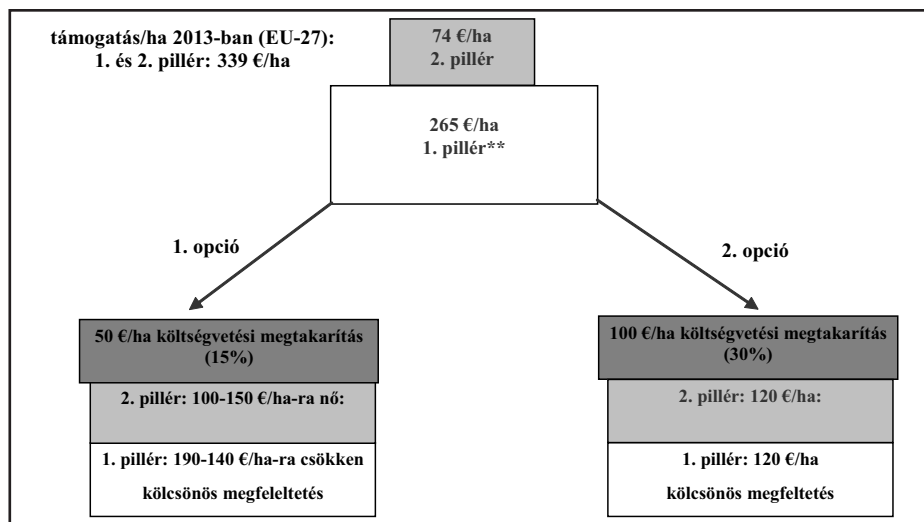 támogatás/ha 2013-ban (EU-27):
1. és 2. pillér: 339 €/ha
74 €/ha
2. pillér
265 €/ha
1. pillér**
1. opció
2. opció
50 €/ha költségvetési megtakarítás
(15%)
2. pillér: 100-150 €/ha-ra nő:
1. pillér: 190-140 €/ha-ra csökken
kölcsönös megfeleltetés
100 €/ha költségvetési megtakarítás
(30%)
2. pillér: 120 €/ha:
1. pillér: 120 €/ha
kölcsönös megfeltetés